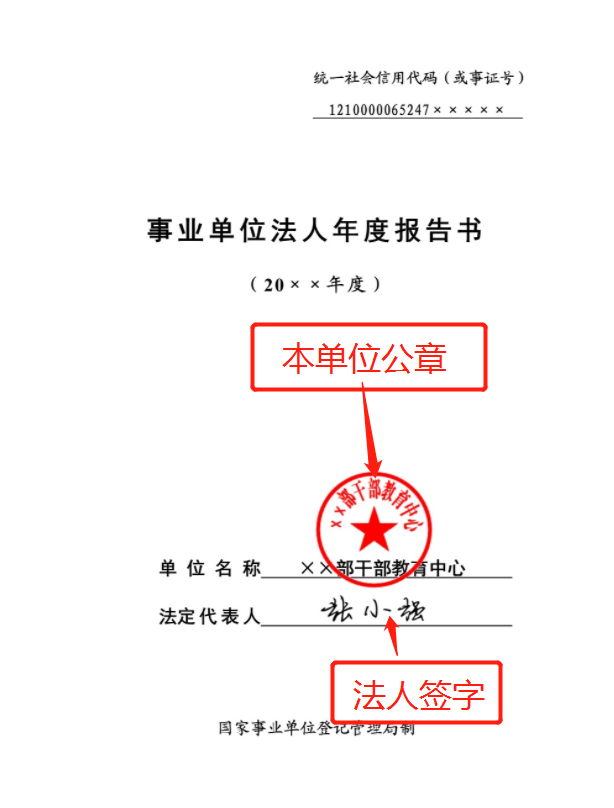 统一社会信用代码（或事证号）
1210000065247×××××
事业单位法人年度报告书
（20××年度）
本单位公章
××部干部教育中心
单位名称 ××部干部教育中心
法定代表人 张小强
法人签字
国家事业单位登记管理局制